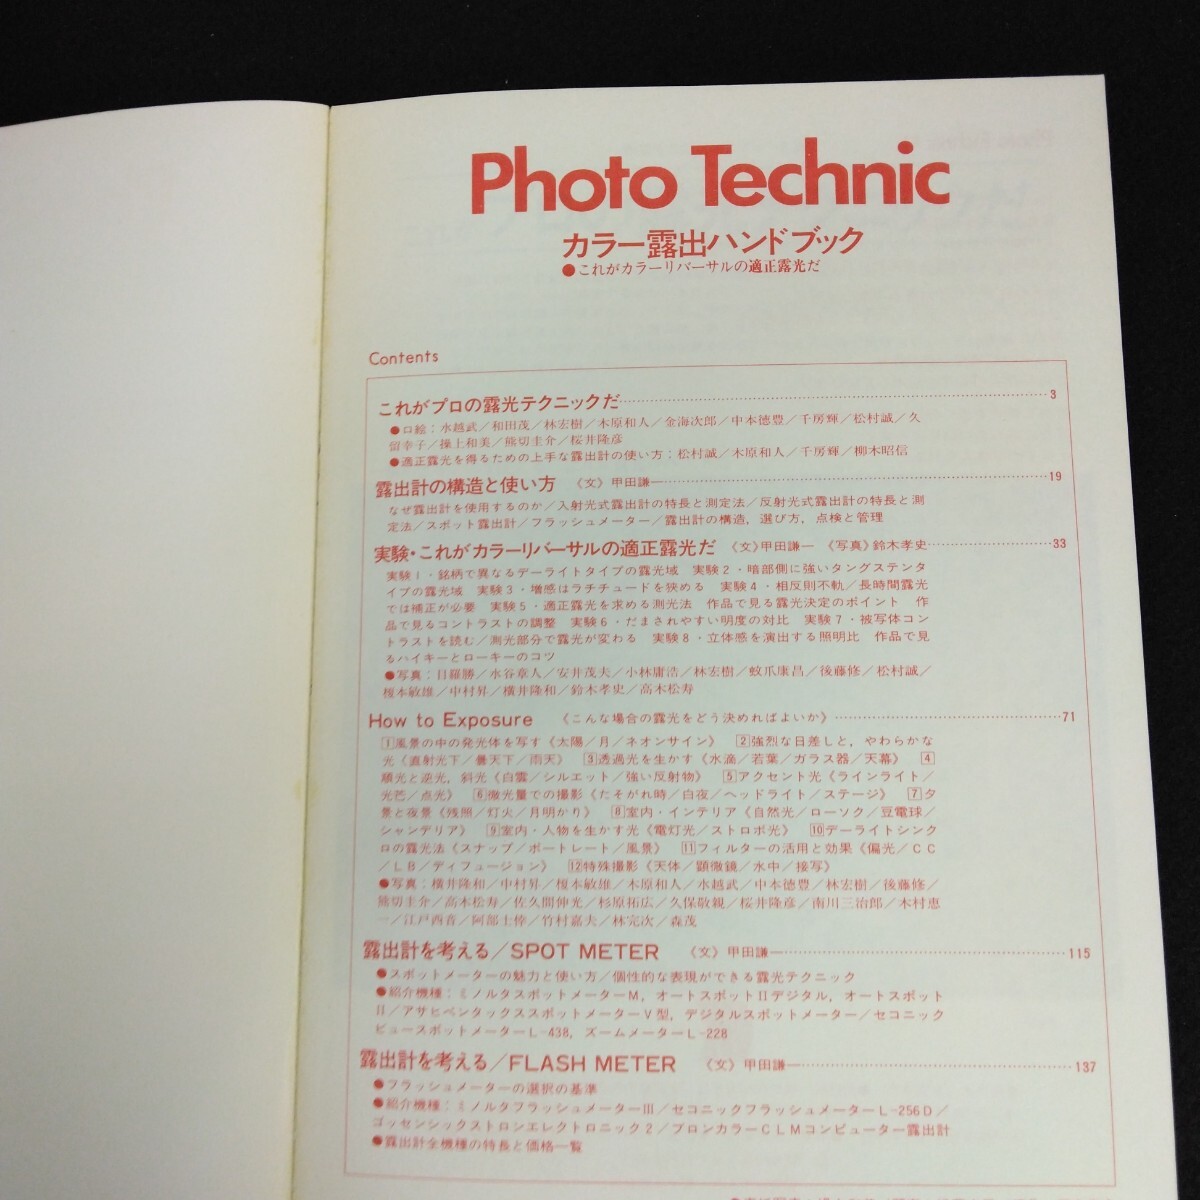 Photo Technic
カラー露出ハンドブック
●これがカラーリバーサルの適正露光だ
Contents
これがプロの露光テクニックだ 3
●口絵：水越武／和田茂／林宏樹／木原和人／金海次郎／中本徳豊／千房輝／松村誠／久
留幸子／操上和美／熊切圭介／桜井隆彦
●適正露光を得るための上手な露出計の使い方：松村誠／木原和人／千房輝／柳木昭信
露出計の構造と使い方 《文》甲田謙一 19
なぜ露出計を使用するのか／入射光式露出計の特長と測定法／反射光式露出計の特長と測
定法／スポット露出計／フラッシュメーター／露出計の構造，選び方，点検と管理
実験・これがカラーリバーサルの適正露光だ 《文》甲田謙一 《写真》鈴木孝史 33
実験1・銘柄で異なるデーライトタイプの露光域 実験2・暗部側に強いタングステンタ
イプの露光域 実験3・増感はラチチュードを狭める 実験4・相反則不軌／長時間露光
では補正が必要 実験5・適正露光を求める測光法 作品で見る露光決定のポイント 作
品で見るコントラストの調整 実験6・だまされやすい明度の対比 実験7・被写体コン
トラストを読む／測光部分で露光が変わる 実験8・立体感を演出する照明比 作品で見
るハイキーとローキーのコツ
●写真：目羅勝／水谷章人／安井茂夫／小林庸浩／林宏樹／蚊爪康昌／後藤修／松村誠／
榎本敏雄／中村昇／横井隆和／鈴木孝史／高木松寿
How to Exposure 《こんな場合の露光をどう決めればよいか》 71
1風景の中の発光体を写す《太陽／月／ネオンサイン》 2強烈な日差しと，やわらかな
光《直射光下／曇天下／雨天》 3透過光を生かす《水滴／若葉／ガラス器／天幕》 4
順光と逆光，斜光《白雲／シルエット／強い反射物》 5アクセント光《ラインライト／
光芒／点光》 6微光量での撮影《たそがれ時／白夜／ヘッドライト／ステージ》 7夕
景と夜景《残照／灯火／月明かり》 8室内・インテリア《自然光／ローソク／豆電球／
シャンデリア》 9室内・人物を生かす光《電灯光／ストロボ光》 10デーライトシンク
ロの露光法《スナップ／ポートレート／風景》 11フィルターの活用と効果《偏光／CC
／LB／ディフュージョン》 12特殊撮影《天体／顕微鏡／水中／接写》
●写真：横井隆和／中村昇／榎本敏雄／木原和人／水越武／中本徳豊／林宏樹／後藤修／
熊切圭介／高木松寿／佐久間伸光／杉原拓広／久保敬親／桜井隆彦／南川三治郎／木村恵
一／江戸西音／阿部士倖／竹村嘉夫／林完次／森茂
露出計を考える／SPOT METER 《文》甲田謙一 115
●スポットメーターの魅力と使い方／個性的な表現ができる露光テクニック
●紹介機種：ミノルタスポットメーターM，オートスポットIIデジタル，オートスポット
II／アサヒペンタックススポットメーターV型，デジタルスポットメーター／セコニック
ビュースポットメーターL-438，ズームメーターL-228
露出計を考える／FLASH METER 《文》甲田謙一 137
●フラッシュメーターの選択の基準
●紹介機種：ミノルタフラッシュメーターIII／セコニックフラッシュメーターL-256D／
ゴッセンシックストロンエレクトロニック2／ブロンカラーCLMコンピューター露出計
●露出計全機種の特長と価格一覧